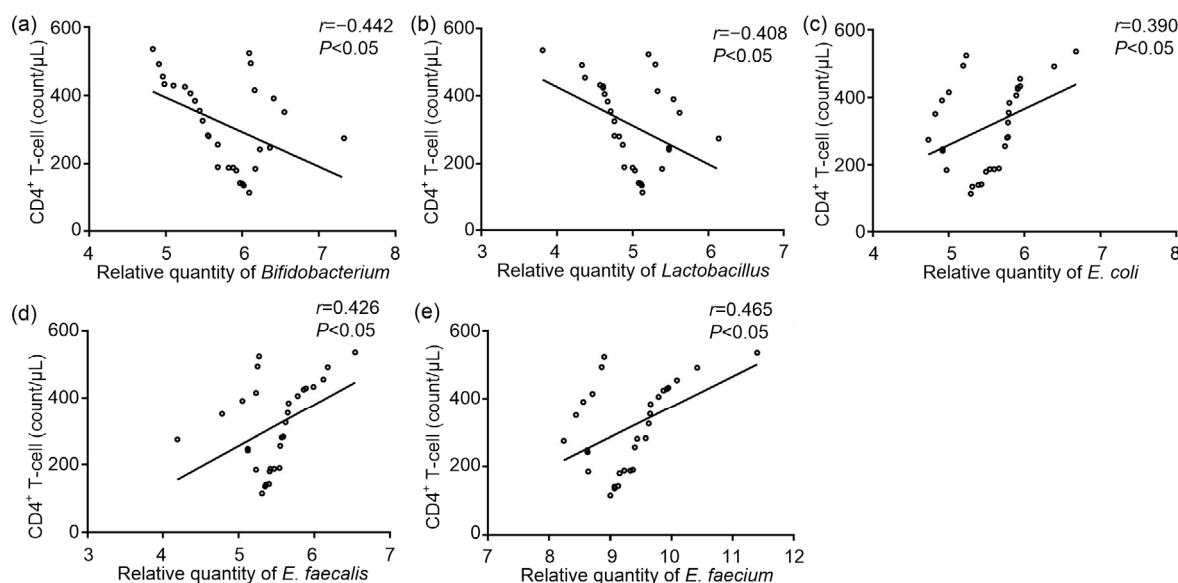 (a)
r=−0.442
P<0.05
CD4⁺ T-cell (count/μL)
600
400
200
0
4 5 6 7 8
Relative quantity of Bifidobacterium
(b)
r=−0.408
P<0.05
CD4⁺ T-cell (count/μL)
600
400
200
0
3 4 5 6 7
Relative quantity of Lactobacillus
(c)
r=0.390
P<0.05
CD4⁺ T-cell (count/μL)
600
400
200
0
4 5 6 7 8
Relative quantity of E. coli
(d)
r=0.426
P<0.05
CD4⁺ T-cell (count/μL)
600
400
200
0
3 4 5 6 7
Relative quantity of E. faecalis
(e)
r=0.465
P<0.05
CD4⁺ T-cell (count/μL)
600
400
200
0
7 8 9 10 11 12
Relative quantity of E. faecium